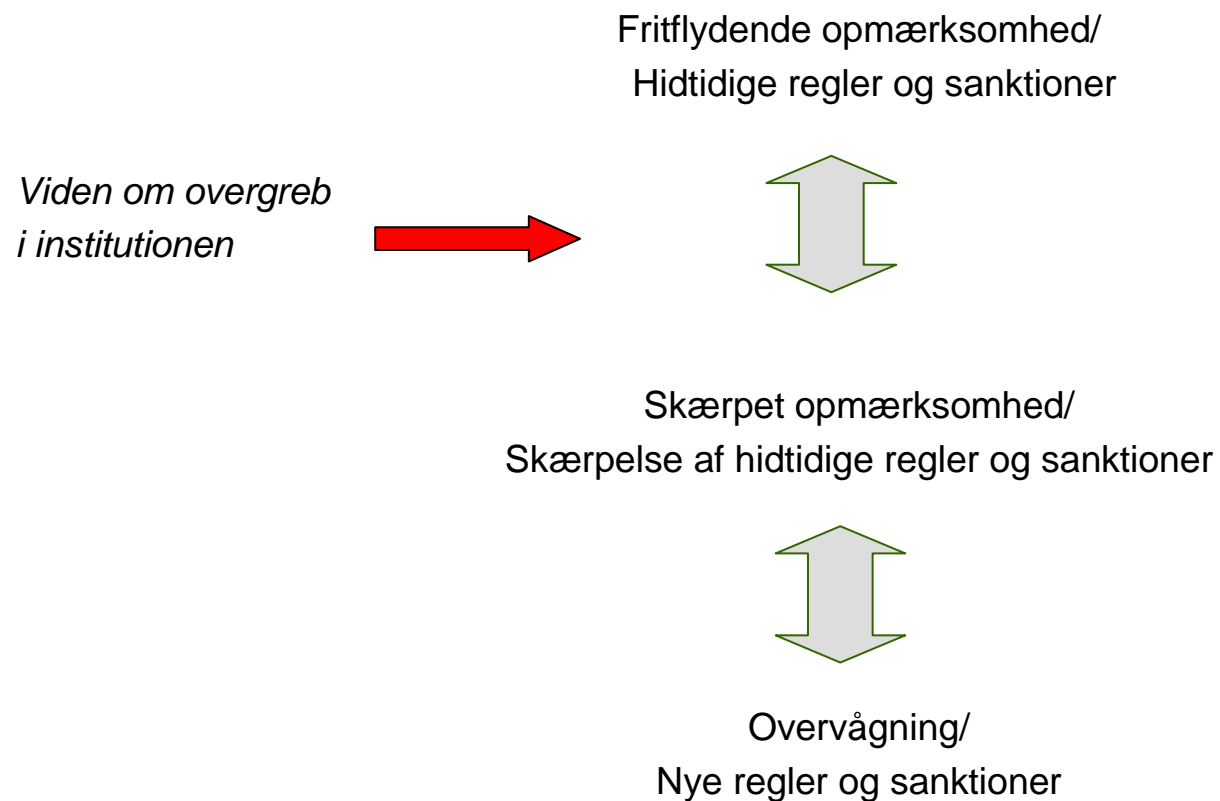 Fritflydende opmærksomhed/
Hidtidige regler og sanktioner
Viden om overgreb
i institutionen
Skærpet opmærksomhed/
Skærpelse af hidtidige regler og sanktioner
Overvågning/
Nye regler og sanktioner